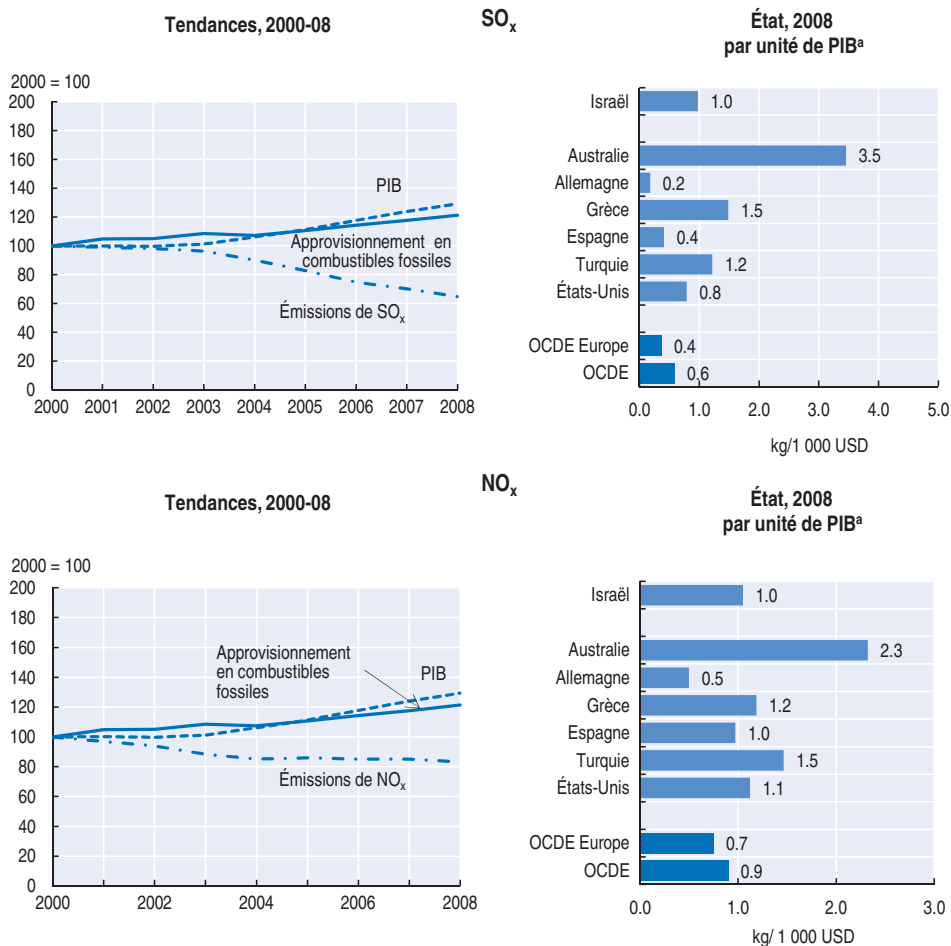 SOx
Tendances, 2000-08
État, 2008
par unité de PIBa
2000 = 100
200
180
160
140
120
100
80
60
40
20
0
2000 2001 2002 2003 2004 2005 2006 2007 2008
PIB
Approvisionnement en
combustibles fossiles
Émissions de SOx
Israël 1.0
Australie 3.5
Allemagne 0.2
Grèce 1.5
Espagne 0.4
Turquie 1.2
États-Unis 0.8
OCDE Europe 0.4
OCDE 0.6
0.0 1.0 2.0 3.0 4.0 5.0
kg/1 000 USD
NOx
Tendances, 2000-08
État, 2008
par unité de PIBa
2000 = 100
200
180
160
140
120
100
80
60
40
20
0
2000 2002 2004 2006 2008
Approvisionnement
en combustibles
fossiles
PIB
Émissions de NOx
Israël 1.0
Australie 2.3
Allemagne 0.5
Grèce 1.2
Espagne 1.0
Turquie 1.5
États-Unis 1.1
OCDE Europe 0.7
OCDE 0.9
0.0 1.0 2.0 3.0
kg/ 1 000 USD